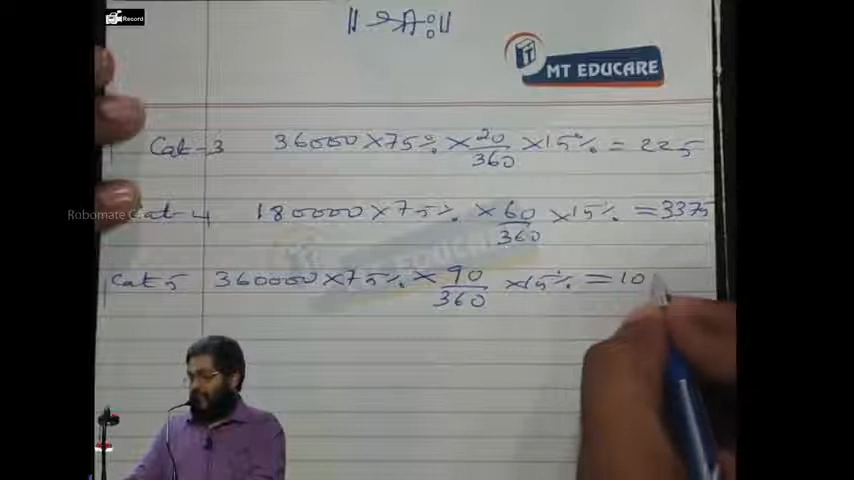 Record
MT EDUCARE
Cat-3 36000×75%×20/360×15% = 225
Robomate
Cat-4 180000×75%×60/360×15% = 3375
Cat 5 360000×75%×90/360×15% = 10